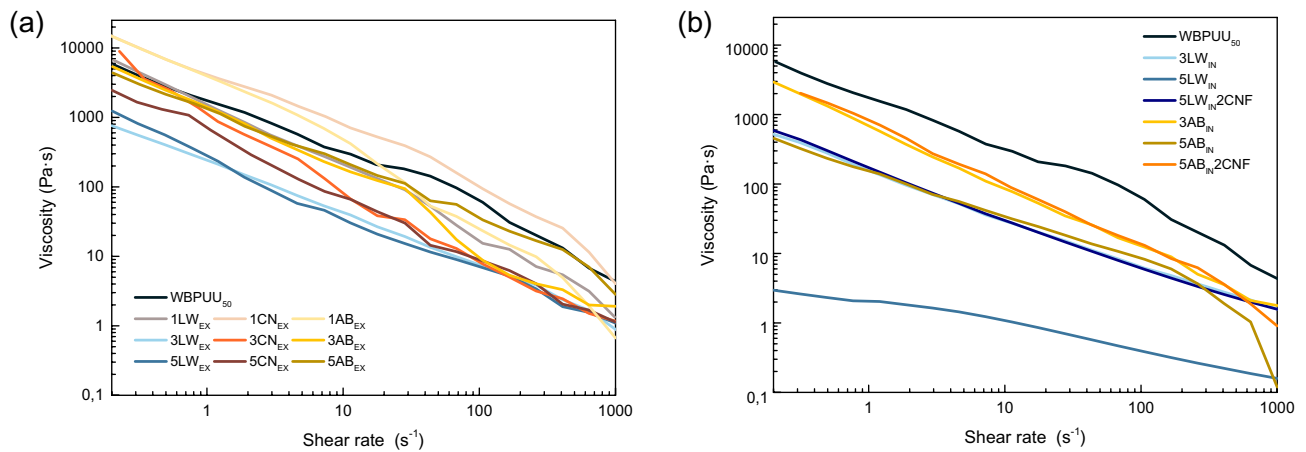 (a)
10000
1000
100
10
1
0,1
Viscosity (Pa·s)
WBPUU50
1LWEX 1CNEX 1ABEX
3LWEX 3CNEX 3ABEX
5LWEX 5CNEX 5ABEX
1 10 100 1000
Shear rate (s-1)
(b)
10000
1000
100
10
1
0,1
Viscosity (Pa·s)
WBPUU50
3LWIN
5LWIN
5LWIN2CNF
3ABIN
5ABIN
5ABIN2CNF
1 10 100 1000
Shear rate (s-1)